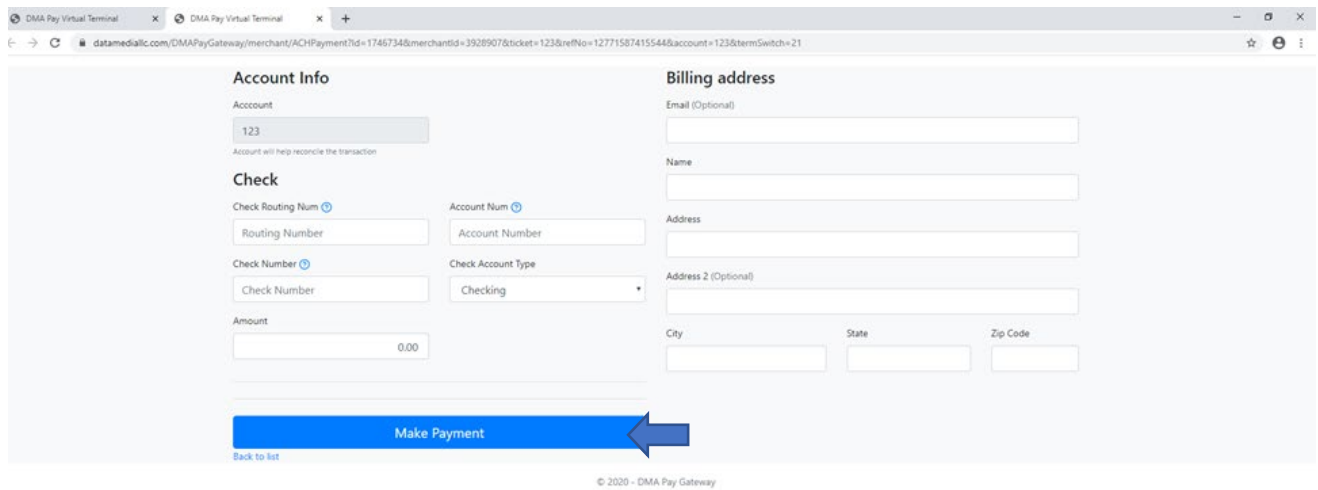 DMA Pay Virtual Terminal x DMA Pay Virtual Terminal x +
datamediallc.com/DMAPayGateway/merchant/ACHPayment?Id=1746734&merchantId=3928907&ticket=123&refNo=12771587415544&account=123&termSwitch=21
Account Info
Acccount
123
Account will help reconcile the transaction
Check
Check Routing Num ?
Account Num ?
Routing Number
Account Number
Check Number ?
Check Account Type
Check Number
Checking
Amount
0.00
Make Payment
Back to list
Billing address
Email (Optional)
Name
Address
Address 2 (Optional)
City State Zip Code
© 2020 - DMA Pay Gateway